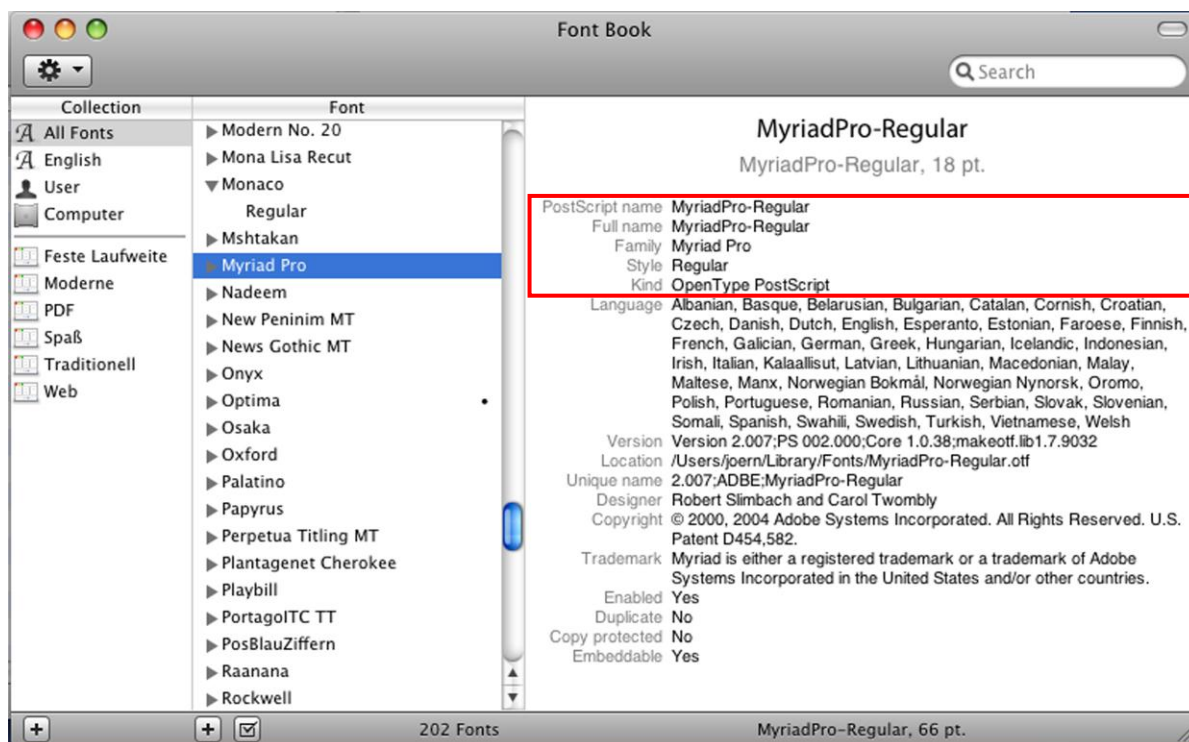 Font Book
Search
Collection
All Fonts
English
User
Computer
Feste Laufweite
Moderne
PDF
Spaß
Traditionell
Web
Font
Modern No. 20
Mona Lisa Recut
Monaco
Regular
Mshtakan
Myriad Pro
Nadeem
New Peninim MT
News Gothic MT
Onyx
Optima
Osaka
Oxford
Palatino
Papyrus
Perpetua Titling MT
Plantagenet Cherokee
Playbill
PortagoITC TT
PosBlauZiffern
Raanana
Rockwell
MyriadPro-Regular
MyriadPro-Regular, 18 pt.
PostScript name MyriadPro-Regular
Full name MyriadPro-Regular
Family Myriad Pro
Style Regular
Kind OpenType PostScript
Language Albanian, Basque, Belarusian, Bulgarian, Catalan, Cornish, Croatian,
Czech, Danish, Dutch, English, Esperanto, Estonian, Faroese, Finnish,
French, Galician, German, Greek, Hungarian, Icelandic, Indonesian,
Irish, Italian, Kalaallisut, Latvian, Lithuanian, Macedonian, Malay,
Maltese, Manx, Norwegian Bokmål, Norwegian Nynorsk, Oromo,
Polish, Portuguese, Romanian, Russian, Serbian, Slovak, Slovenian,
Somali, Spanish, Swahili, Swedish, Turkish, Vietnamese, Welsh
Version Version 2.007;PS 002.000;Core 1.0.38;makeotf.lib1.7.9032
Location /Users/joern/Library/Fonts/MyriadPro-Regular.otf
Unique name 2.007;ADBE;MyriadPro-Regular
Designer Robert Slimbach and Carol Twombly
Copyright © 2000, 2004 Adobe Systems Incorporated. All Rights Reserved. U.S.
Patent D454,582.
Trademark Myriad is either a registered trademark or a trademark of Adobe
Systems Incorporated in the United States and/or other countries.
Enabled Yes
Duplicate No
Copy protected No
Embeddable Yes
202 Fonts
MyriadPro-Regular, 66 pt.